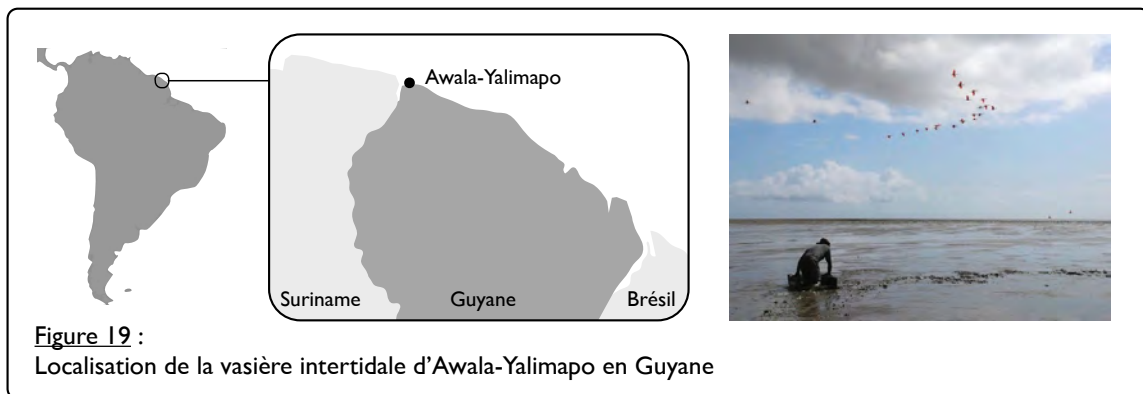 Awala-Yalimapo
Suriname
Guyane
Brésil
Figure 19 :
Localisation de la vasière intertidale d’Awala-Yalimapo en Guyane